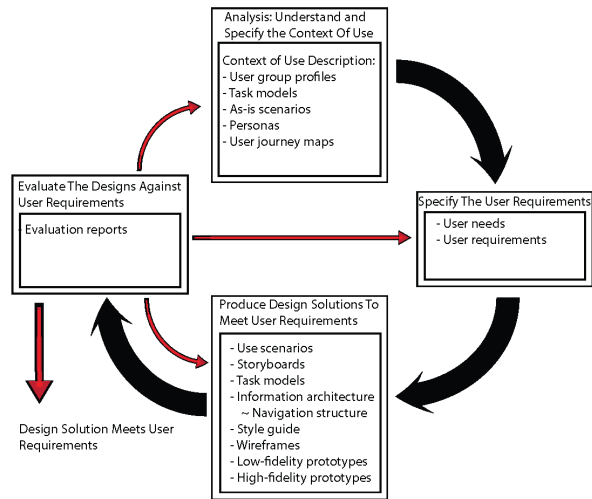 Analysis: Understand and
Specify the Context Of Use
Context of Use Description:
- User group profiles
- Task models
- As-is scenarios
- Personas
- User journey maps
Evaluate The Designs Against
User Requirements
- Evaluation reports
Specify The User Requirements
- User needs
- User requirements
Produce Design Solutions To
Meet User Requirements
- Use scenarios
- Storyboards
- Task models
- Information architecture
~ Navigation structure
- Style guide
- Wireframes
- Low-fidelity prototypes
- High-fidelity prototypes
Design Solution Meets User
Requirements